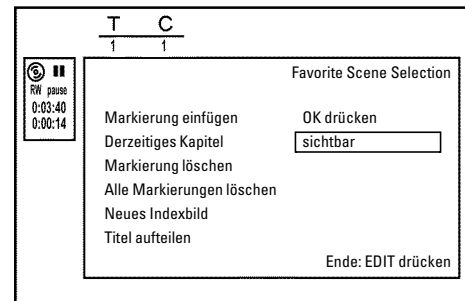 T C
1 1
RW pause
0:03:40
0:00:14
Favorite Scene Selection
Markierung einfügen OK drücken
Derzeitiges Kapitel sichtbar
Markierung löschen
Alle Markierungen löschen
Neues Indexbild
Titel aufteilen
Ende: EDIT drücken